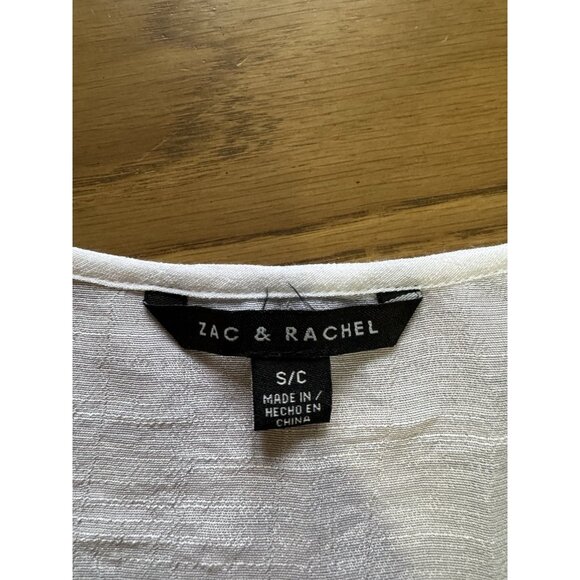 ZAC & RACHEL
S/C
MADE IN /
HECHO EN
CHINA